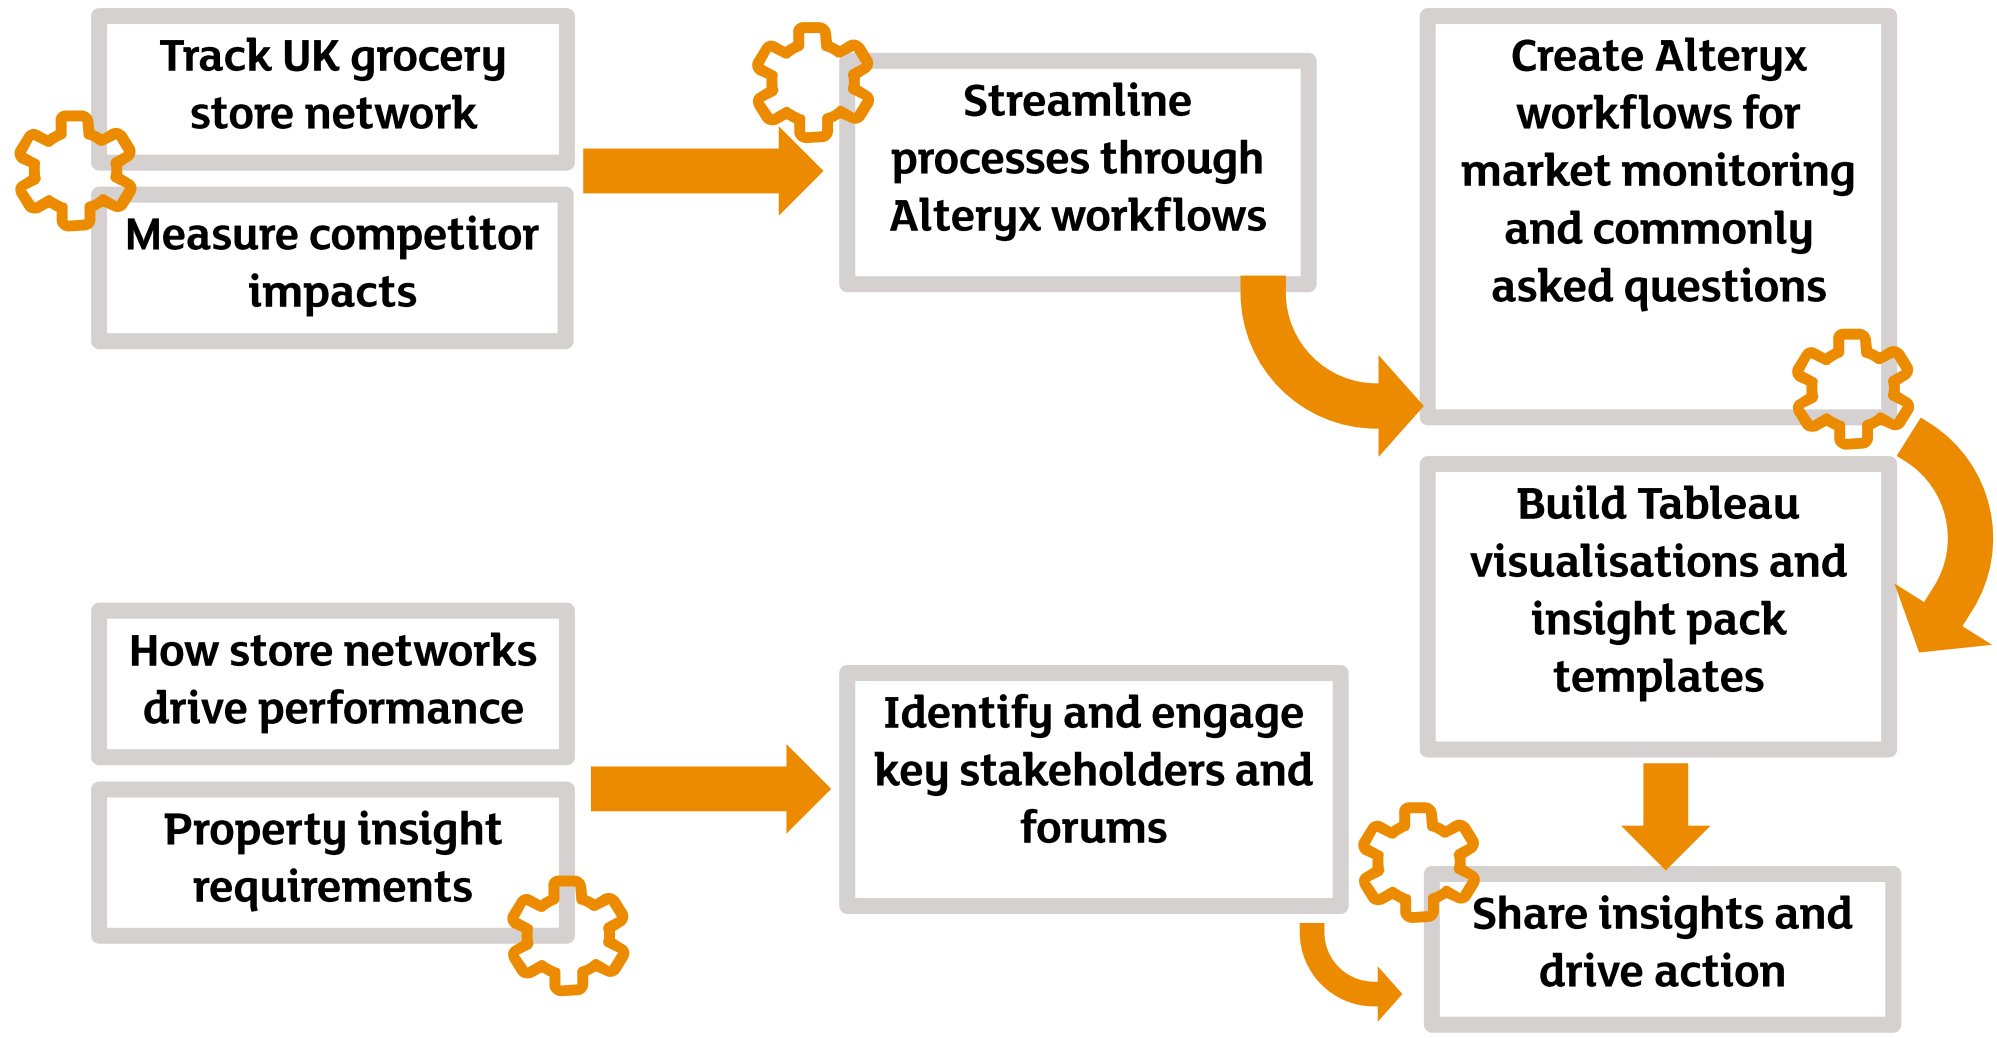 Track UK grocery
store network
Measure competitor
impacts
Streamline
processes through
Alteryx workflows
Create Alteryx
workflows for
market monitoring
and commonly
asked questions
Build Tableau
visualisations and
insight pack
templates
How store networks
drive performance
Property insight
requirements
Identify and engage
key stakeholders and
forums
Share insights and
drive action